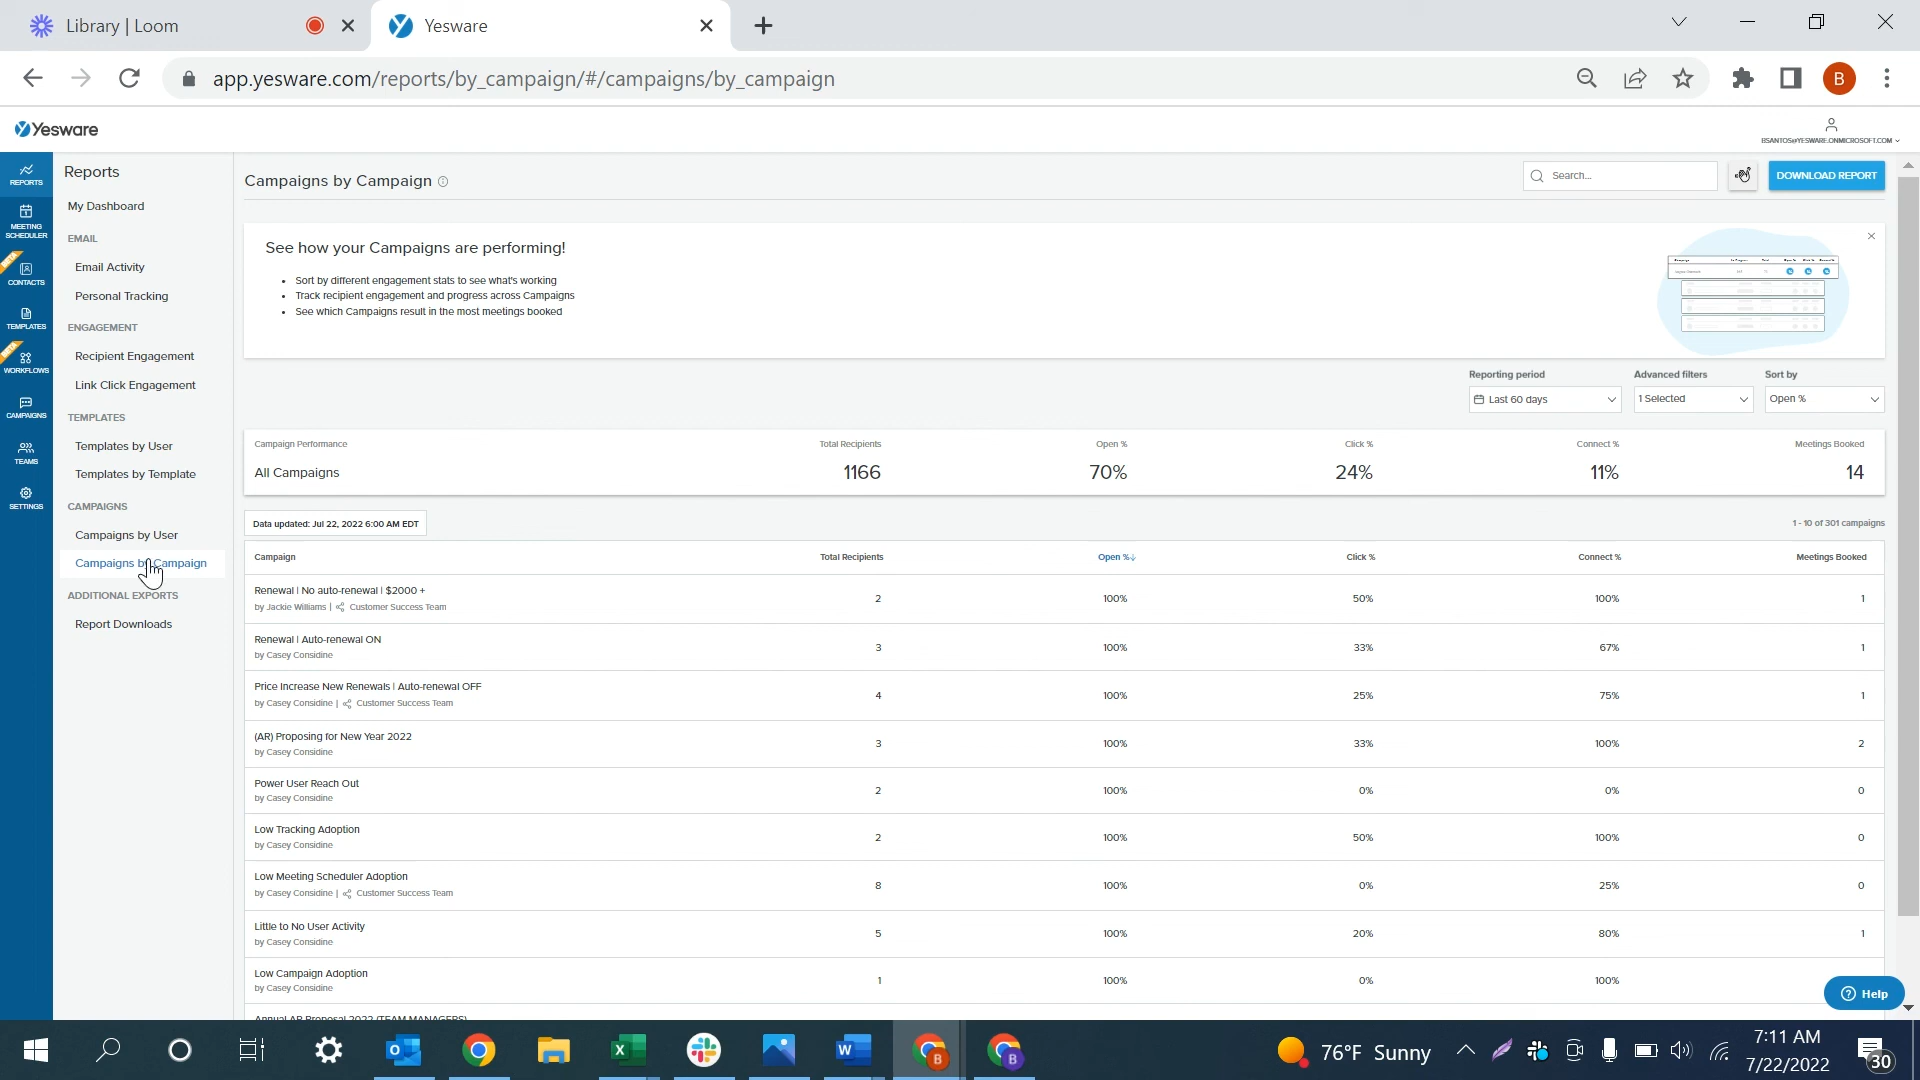 Library | Loom
Yesware
app.yesware.com/reports/by_campaign/#/campaigns/by_campaign
B
Yesware
BSANTOS@YESWARE.ONMICROSOFT.COM
REPORTS
MEETING SCHEDULER
BETA
CONTACTS
TEMPLATES
BETA
WORKFLOWS
CAMPAIGNS
TEAMS
SETTINGS
Reports
My Dashboard
EMAIL
Email Activity
Personal Tracking
ENGAGEMENT
Recipient Engagement
Link Click Engagement
TEMPLATES
Templates by User
Templates by Template
CAMPAIGNS
Campaigns by User
Campaigns by Campaign
ADDITIONAL EXPORTS
Report Downloads
Campaigns by Campaign
Search...
DOWNLOAD REPORT
See how your Campaigns are performing!
• Sort by different engagement stats to see what's working
• Track recipient engagement and progress across Campaigns
• See which Campaigns result in the most meetings booked
Reporting period Advanced filters Sort by
Last 60 days 1 Selected Open %
Campaign Performance Total Recipients Open % Click % Connect % Meetings Booked
All Campaigns 1166 70% 24% 11% 14
Data updated: Jul 22, 2022 6:00 AM EDT
1 - 10 of 301 campaigns
Campaign Total Recipients Open %↓ Click % Connect % Meetings Booked
Renewal | No auto-renewal | $2000 + 2 100% 50% 100% 1
by Jackie Williams | Customer Success Team
Renewal | Auto-renewal ON 3 100% 33% 67% 1
by Casey Considine
Price Increase New Renewals | Auto-renewal OFF 4 100% 25% 75% 1
by Casey Considine | Customer Success Team
(AR) Proposing for New Year 2022 3 100% 33% 100% 2
by Casey Considine
Power User Reach Out 2 100% 0% 0% 0
by Casey Considine
Low Tracking Adoption 2 100% 50% 100% 0
by Casey Considine
Low Meeting Scheduler Adoption 8 100% 0% 25% 0
by Casey Considine | Customer Success Team
Little to No User Activity 5 100% 20% 80% 1
by Casey Considine
Low Campaign Adoption 1 100% 0% 100%
by Casey Considine
Annual AR Proposal 2022 (TEAM MANAGERS)
Help
76°F Sunny
7:11 AM
7/22/2022
30